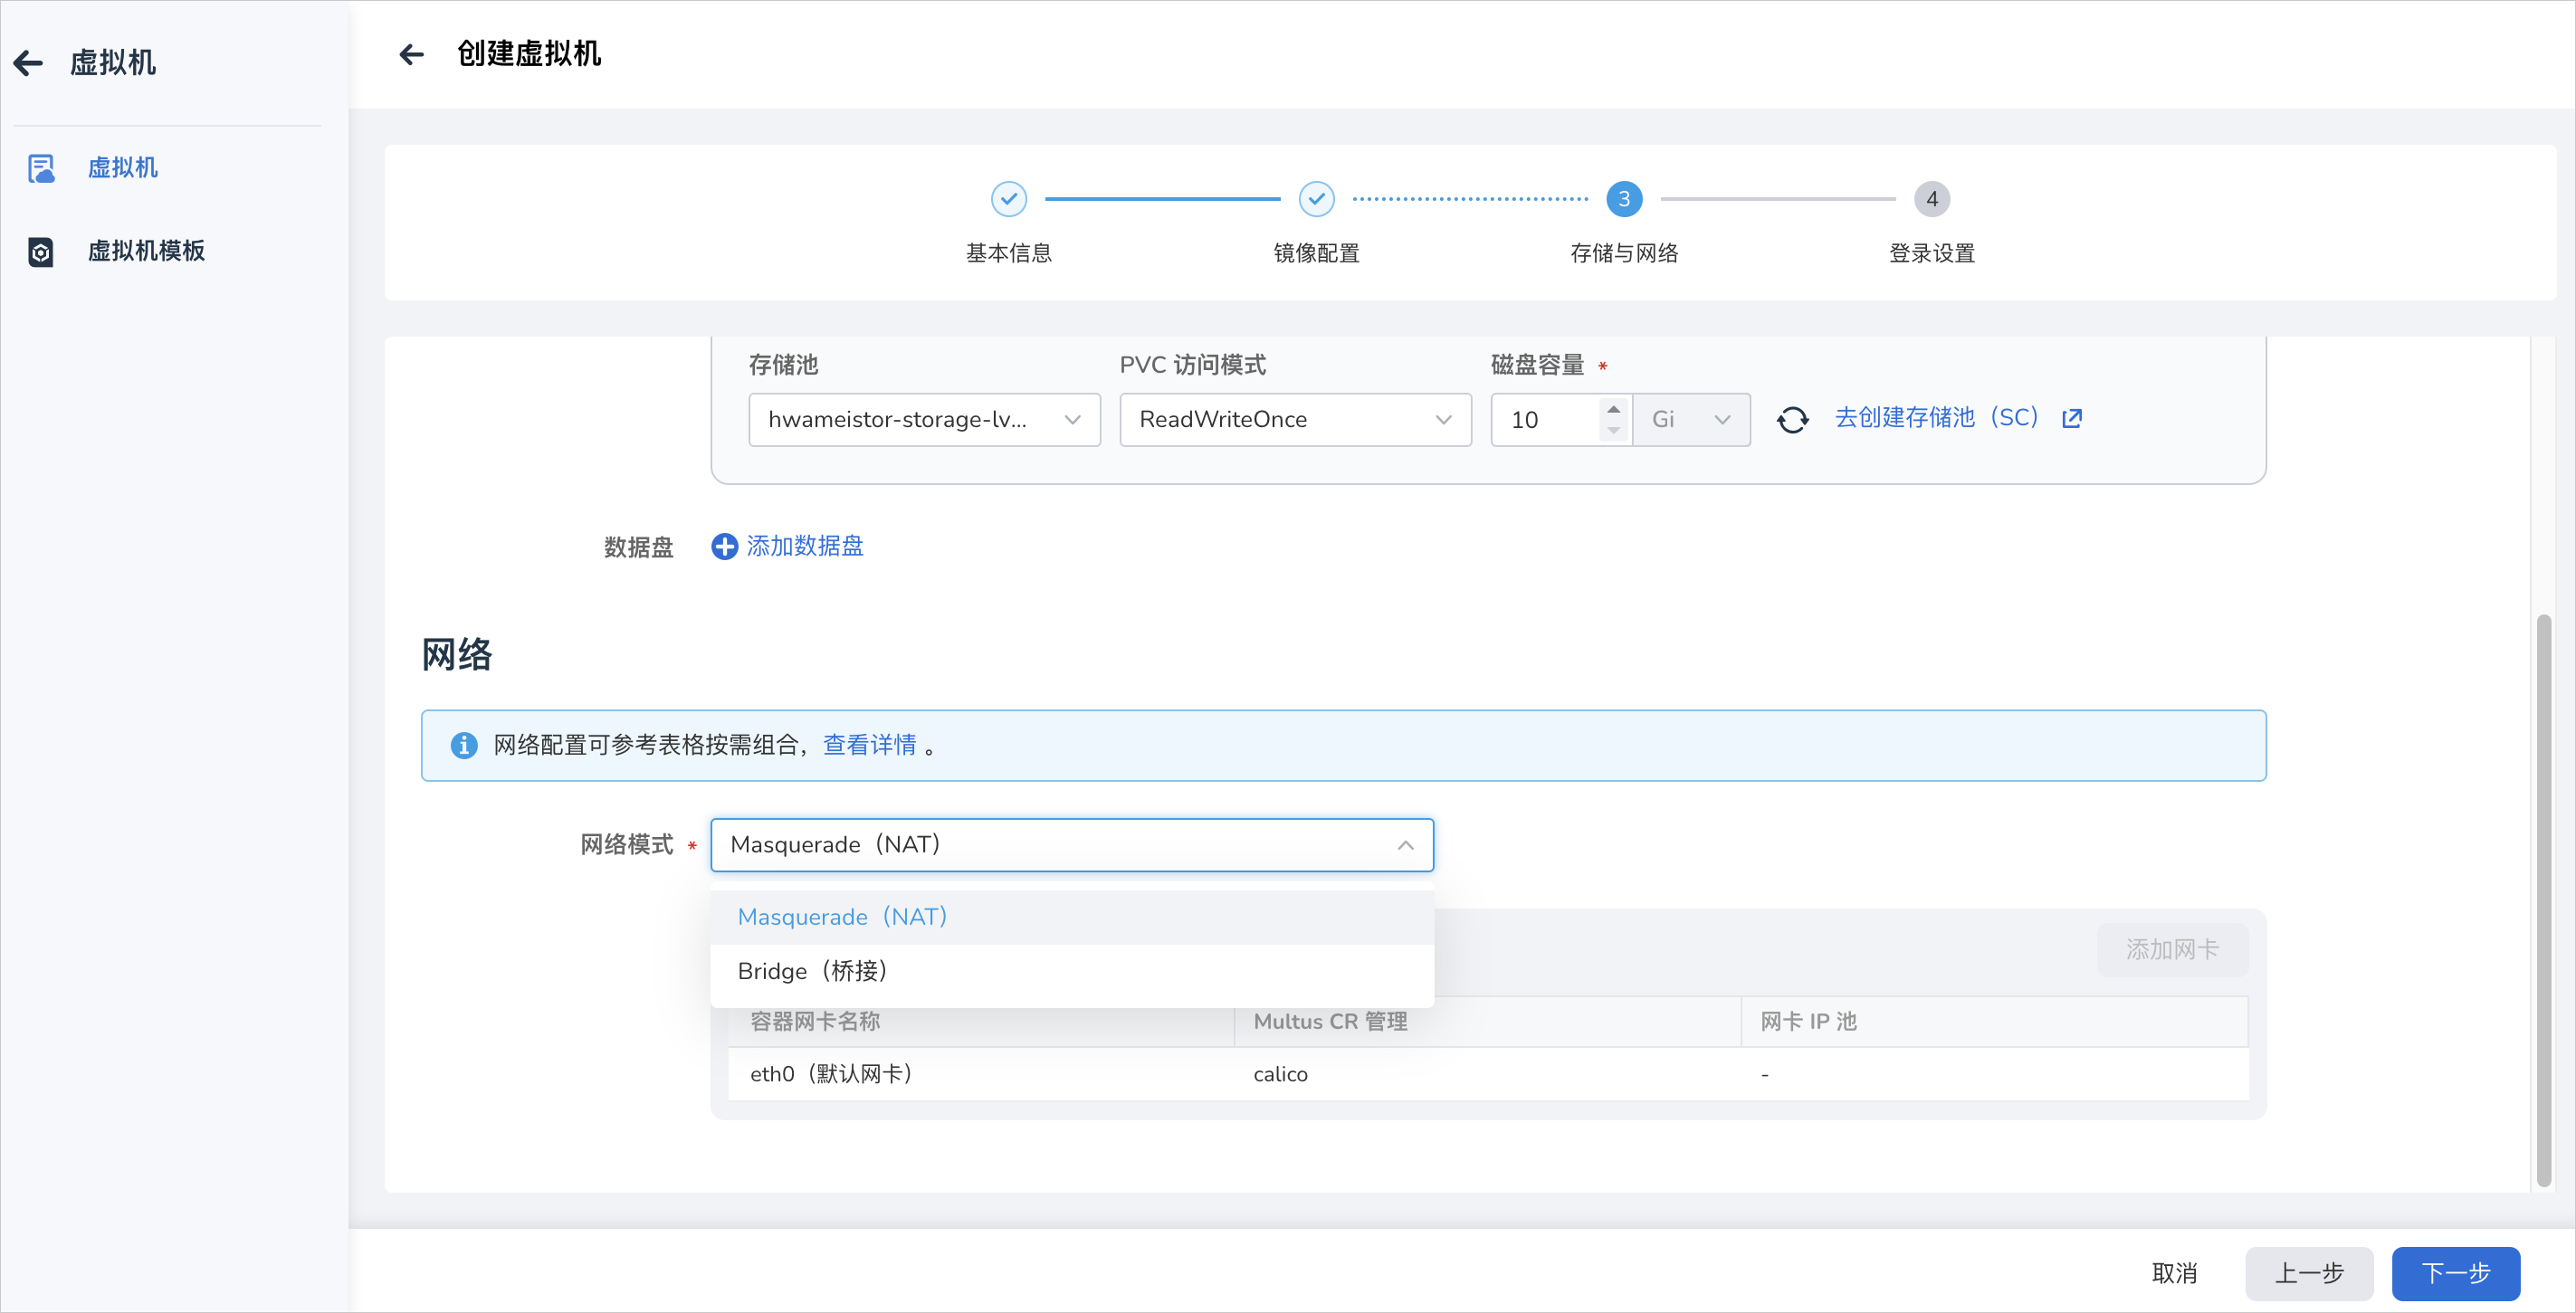 虚拟机
虚拟机
虚拟机模板
创建虚拟机
3
4
基本信息
镜像配置
存储与网络
登录设置
存储池
PVC 访问模式
磁盘容量 *
hwameistor-storage-lv...
ReadWriteOnce
10
Gi
去创建存储池（SC）
数据盘
添加数据盘
网络
网络配置可参考表格按需组合，查看详情 。
网络模式 *
Masquerade（NAT）
Masquerade（NAT）
Bridge（桥接）
添加网卡
容器网卡名称
Multus CR 管理
网卡 IP 池
eth0（默认网卡）
calico
-
取消
上一步
下一步